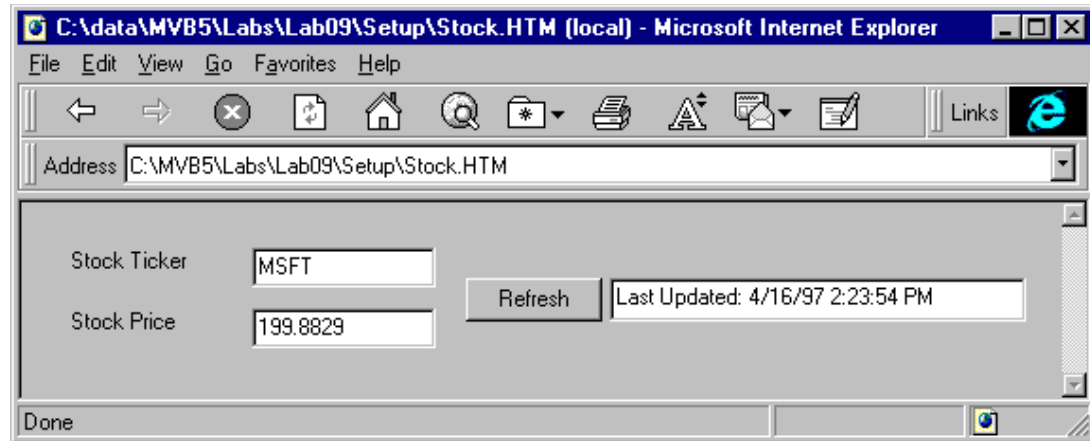 C:\data\MVB5\Labs\Lab09\Setup\Stock.HTM (local) - Microsoft Internet Explorer
File Edit View Go Favorites Help
Links
Address C:\MVB5\Labs\Lab09\Setup\Stock.HTM
Stock Ticker MSFT
Refresh Last Updated: 4/16/97 2:23:54 PM
Stock Price 199.8829
Done